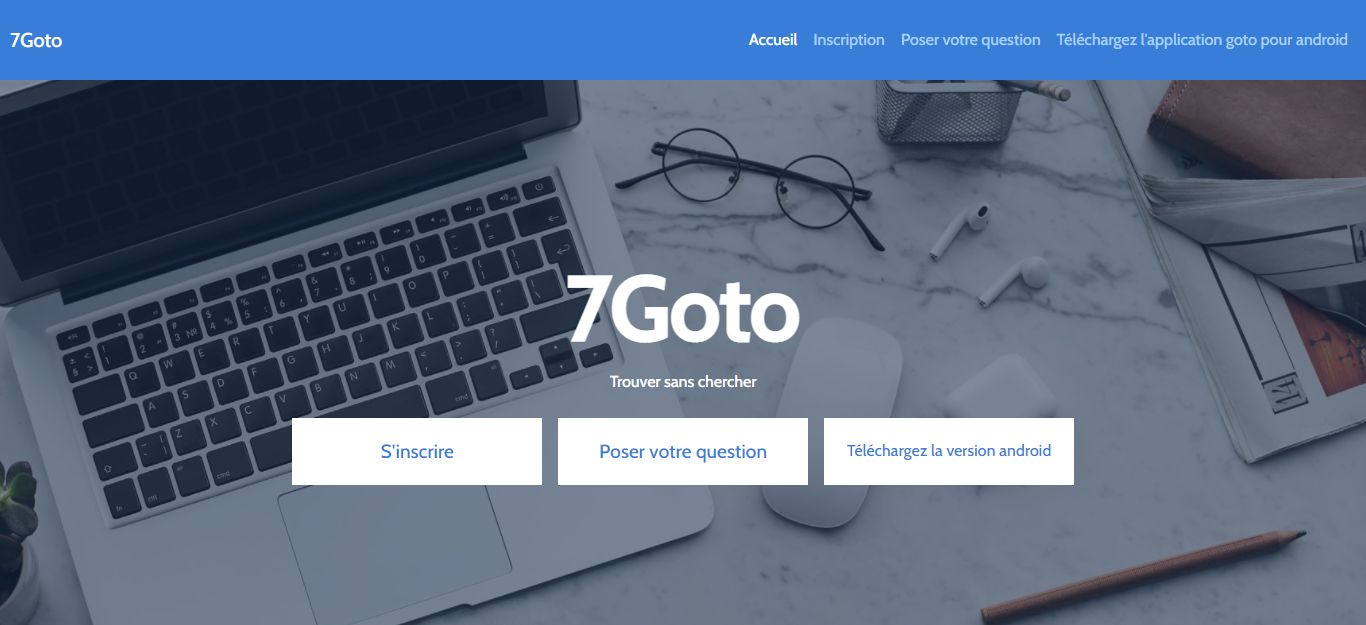 7Goto
Accueil Inscription Poser votre question Téléchargez l'application goto pour android
7Goto
Trouver sans chercher
S'inscrire Poser votre question Téléchargez la version android